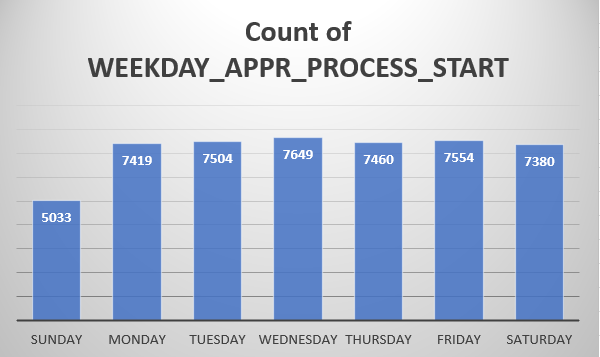 Count of
WEEKDAY_APPR_PROCESS_START
5033 7419 7504 7649 7460 7554 7380
SUNDAY MONDAY TUESDAY WEDNESDAY THURSDAY FRIDAY SATURDAY